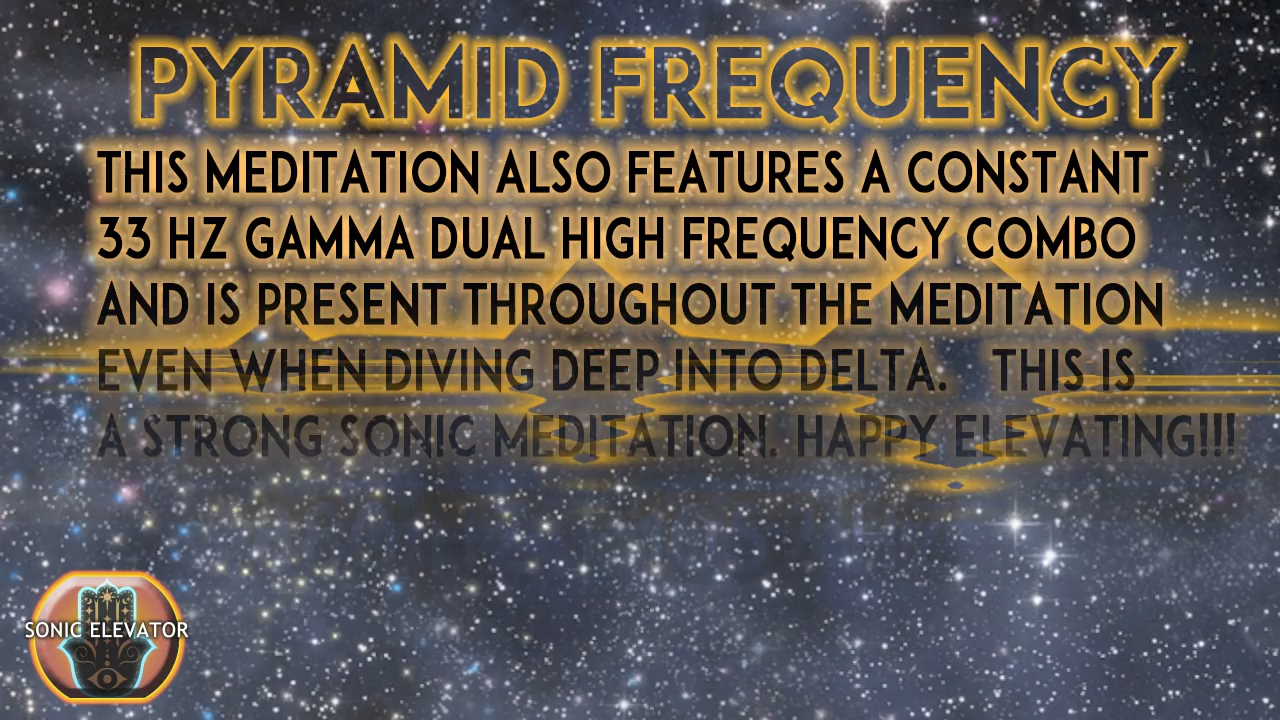 PYRAMID FREQUENCY
THIS MEDITATION ALSO FEATURES A CONSTANT
33 HZ GAMMA DUAL HIGH FREQUENCY COMBO
AND IS PRESENT THROUGHOUT THE MEDITATION
EVEN WHEN DIVING DEEP INTO DELTA. THIS IS
A STRONG SONIC MEDITATION. HAPPY ELEVATING!!!
SONIC ELEVATOR